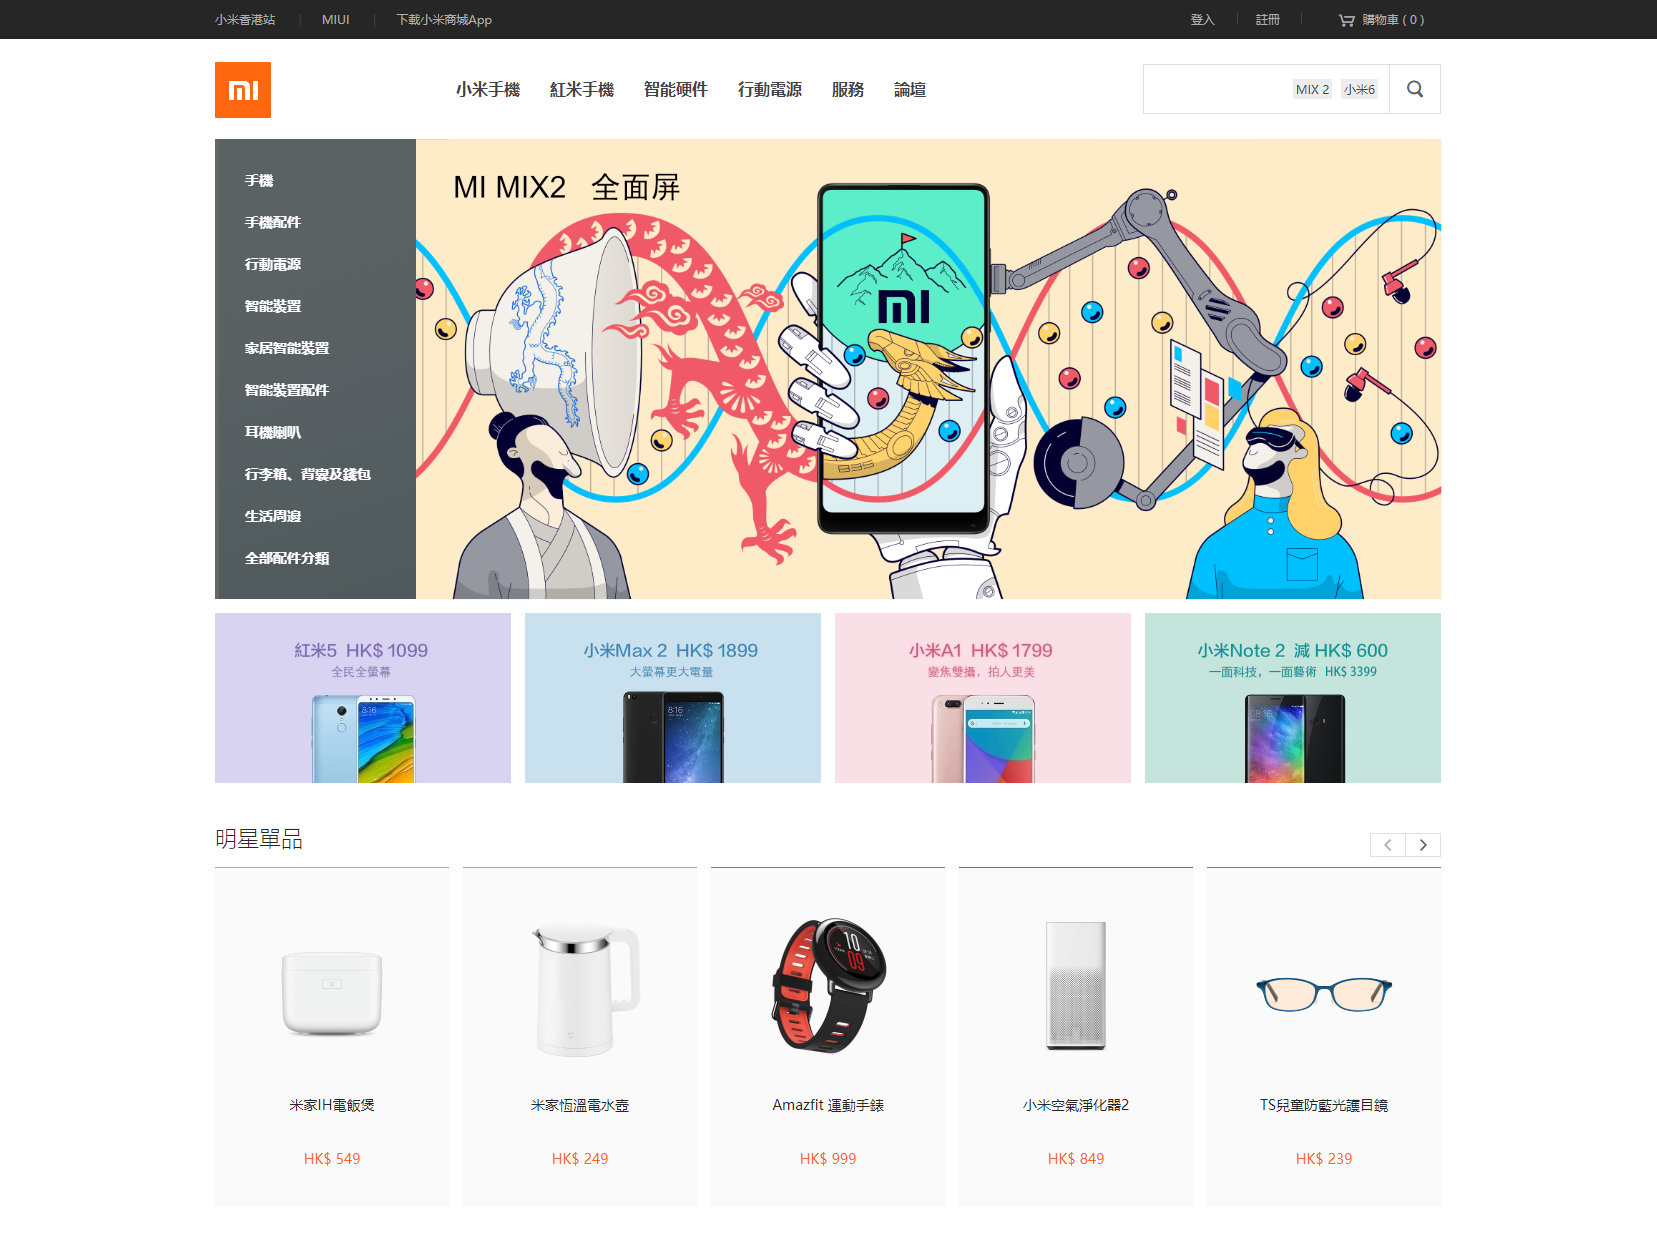 小米香港站 MIUI 下載小米商城App 登入 註冊 購物車 ( 0 )
小米手機 紅米手機 智能硬件 行動電源 服務 論壇 MIX 2 小米6
手機
手機配件
行動電源
智能裝置
家居智能裝置
智能裝置配件
耳機喇叭
行李箱、背囊及錢包
生活周邊
全部配件分類
MI MIX2 全面屏
紅米5 HK$ 1099
全民全螢幕
小米Max 2 HK$ 1899
大螢幕更大電量
小米A1 HK$ 1799
變焦雙攝，拍人更美
小米Note 2 減 HK$ 600
一面科技，一面藝術 HK$ 3399
8:16
8:16
08:16
明星單品
10
09
米家IH電飯煲
HK$ 549
米家恆溫電水壺
HK$ 249
Amazfit 運動手錶
HK$ 999
小米空氣淨化器2
HK$ 849
TS兒童防藍光護目鏡
HK$ 239